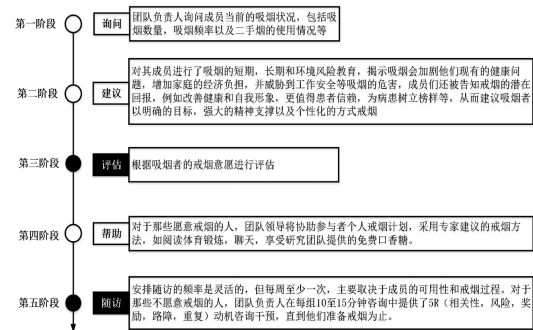 第一阶段
询问
团队负责人询问成员当前的吸烟状况，包括吸
烟数量，吸烟频率以及二手烟的使用情况等
第二阶段
建议
对其成员进行了吸烟的短期，长期和环境风险教育，揭示吸烟会加剧他们现有的健康问
题，增加家庭的经济负担，并威胁到工作安全等吸烟的危害，成员们还被告知戒烟的潜在
回报，例如改善健康和自我形象，更值得患者信赖，为病患树立榜样等，从而建议吸烟者
以明确的目标，强大的精神支撑以及个性化的方式戒烟
第三阶段
评估
根据吸烟者的戒烟意愿进行评估
第四阶段
帮助
对于那些愿意戒烟的人，团队领导将协助参与者个人戒烟计划，采用专家建议的戒烟方
法，如阅读体育锻炼，聊天，享受研究团队提供的免费口香糖。
第五阶段
随访
安排随访的频率是灵活的，但每周至少一次，主要取决于成员的可用性和戒烟过程。对于
那些不愿意戒烟的人，团队负责人在每组10至15分钟咨询中提供了5R（相关性，风险，奖
励，路障，重复）动机咨询干预，直到他们准备戒烟为止。